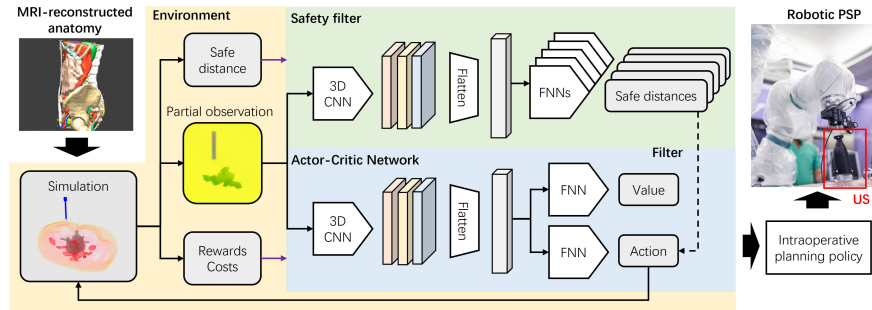 MRI-reconstructed
anatomy
Environment
Safety filter
Robotic PSP
Safe
distance
3D
CNN
Flatten
FNNs
Safe distances
Partial observation
Actor-Critic Network
Filter
Simulation
3D
CNN
Flatten
FNN
Value
US
Rewards
Costs
FNN
Action
Intraoperative
planning policy